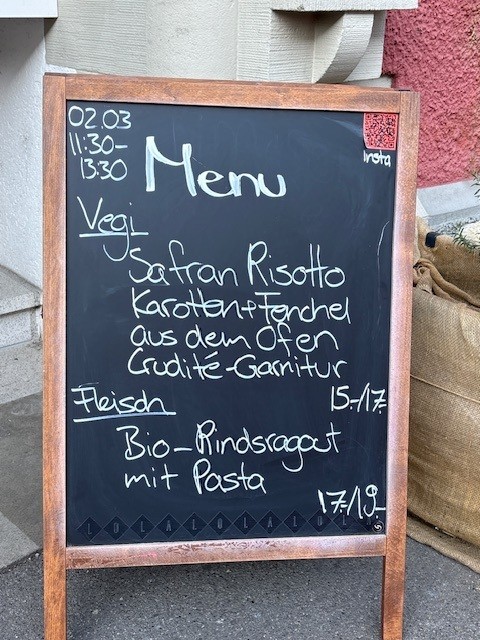 02.03
11:30-
13:30
Insta
Menu
Vegi
Safran Risotto
Karotten + Fenchel
aus dem Ofen
Crudité-Garnitur
15.-/17.-
Fleisch
Bio-Rindsragout
mit Pasta
17.-/19.-
LOLALOLALOL